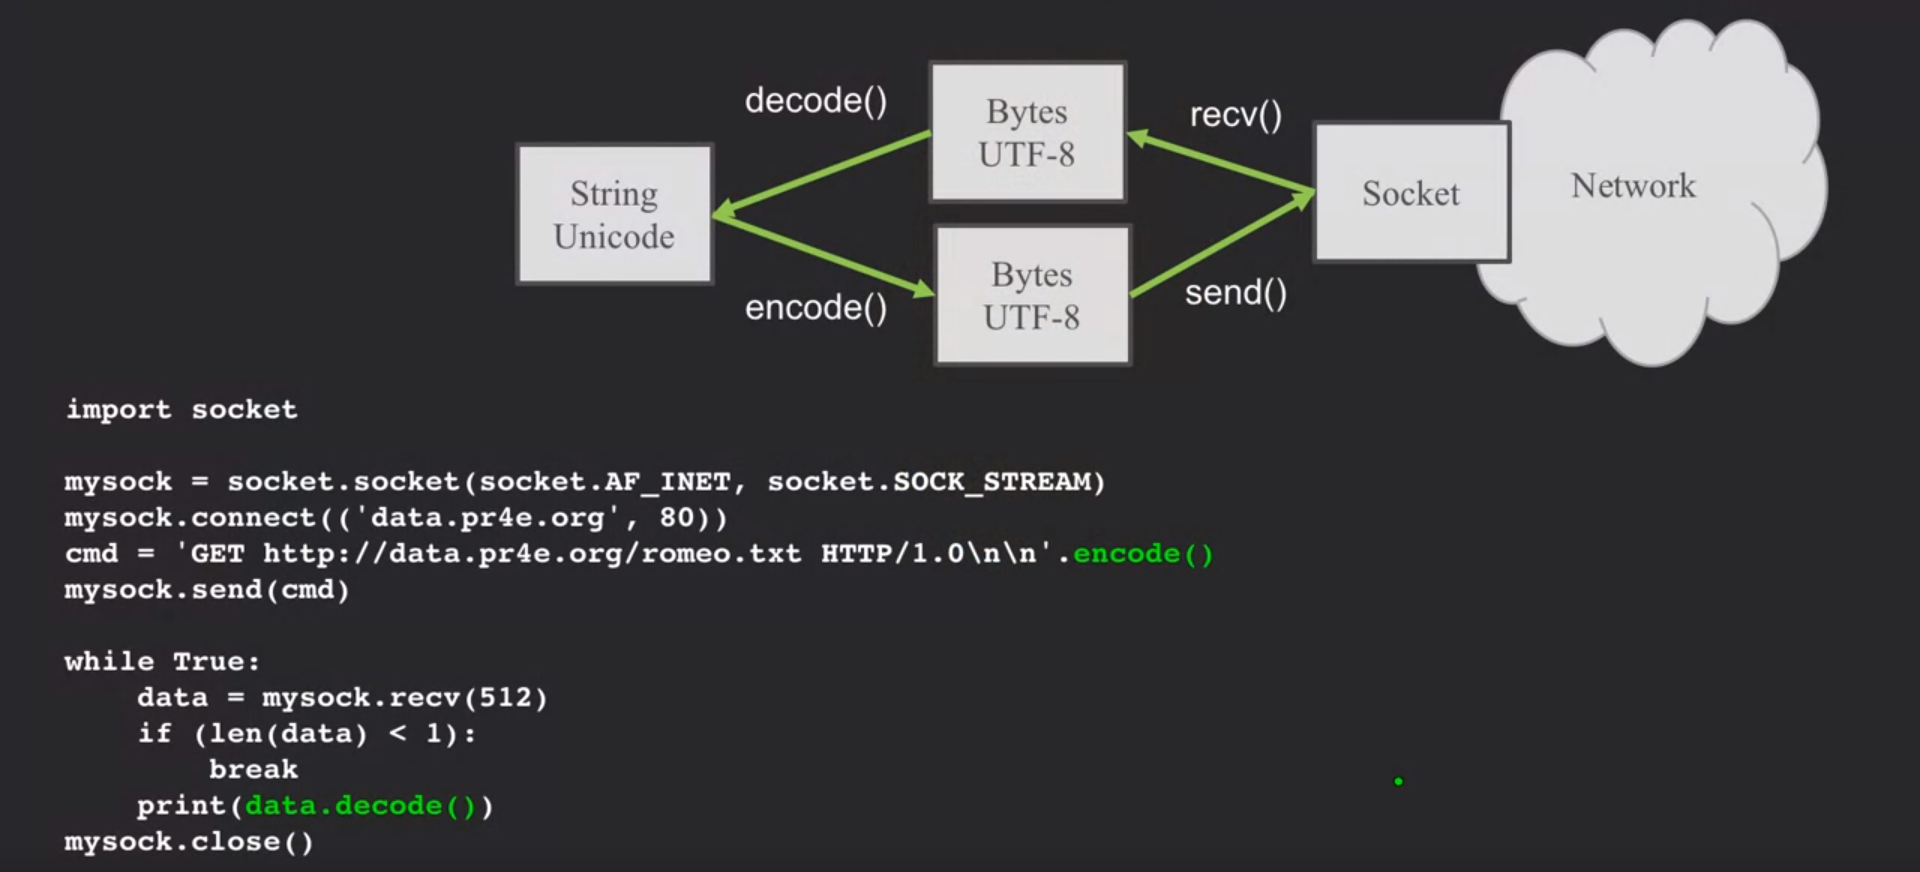 decode()
Bytes
UTF-8
recv()
String
Unicode
Socket
Network
encode()
Bytes
UTF-8
send()
import socket
mysock = socket.socket(socket.AF_INET, socket.SOCK_STREAM)
mysock.connect(('data.pr4e.org', 80))
cmd = 'GET http://data.pr4e.org/romeo.txt HTTP/1.0\n\n'.encode()
mysock.send(cmd)
while True:
    data = mysock.recv(512)
    if (len(data) < 1):
        break
    print(data.decode())
mysock.close()